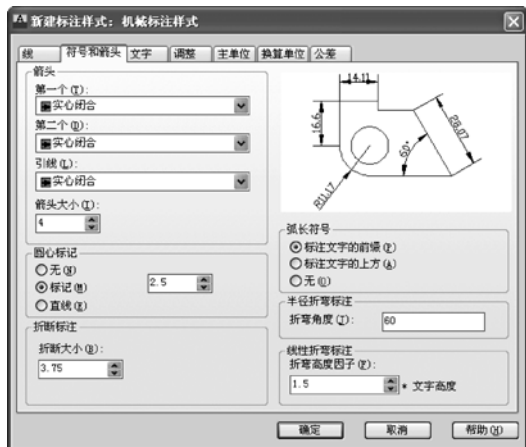 新建标注样式：机械标注样式
线 符号和箭头 文字 调整 主单位 换算单位 公差
箭头
第一个(T):
实心闭合
第二个(D):
实心闭合
引线(L):
实心闭合
箭头大小(I):
4
圆心标记
无(N)
标记(M)
直线(E)
2.5
折断标注
折断大小(B):
3.75
14.11
16.6
28.07
60°
R11.17
弧长符号
标注文字的前缀(P)
标注文字的上方(A)
无(O)
半径折弯标注
折弯角度(J):
60
线性折弯标注
折弯高度因子(F):
1.5
* 文字高度
确定
取消
帮助(H)